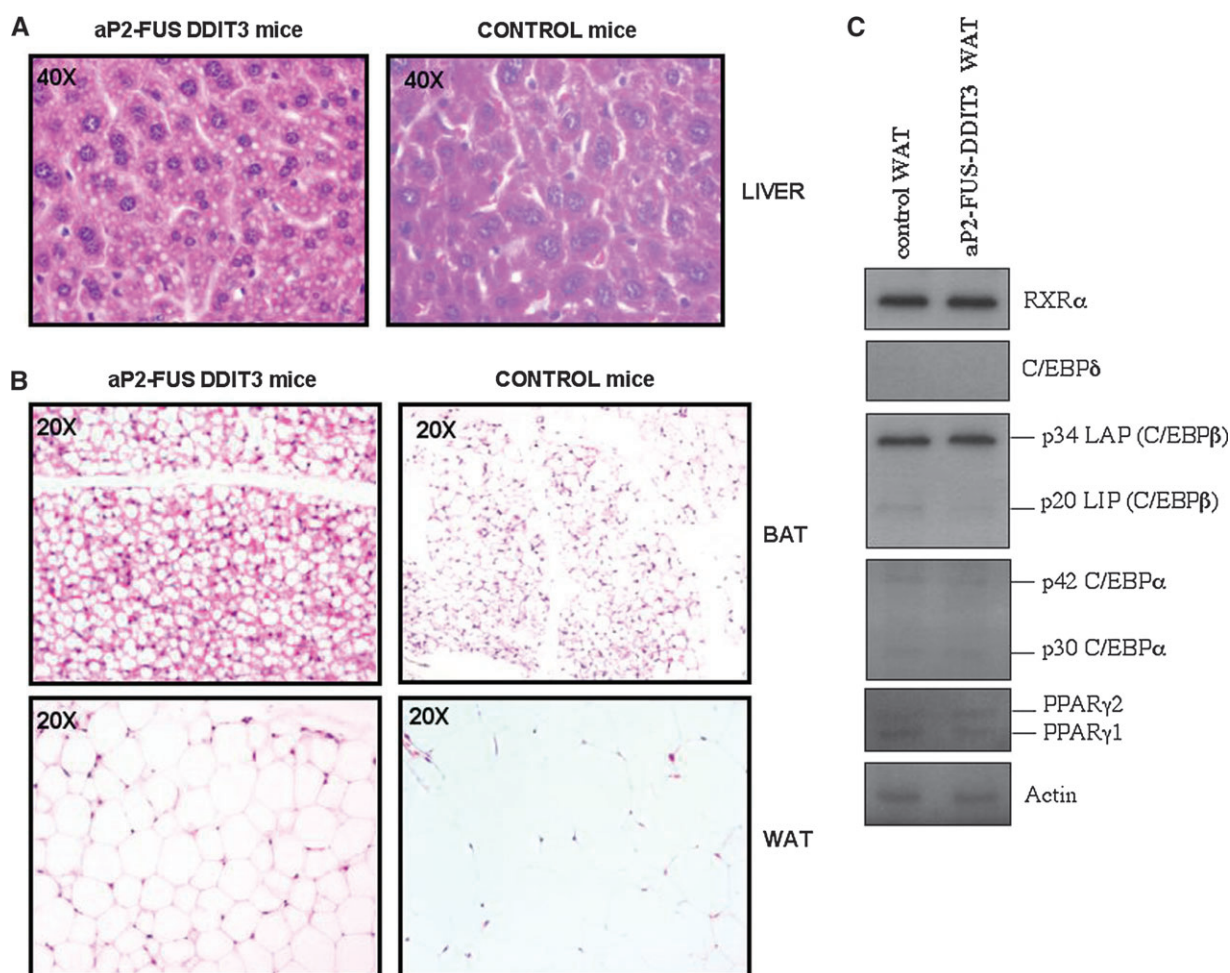 A
aP2-FUS DDIT3 mice
CONTROL mice
40X
40X
LIVER
B
aP2-FUS DDIT3 mice
CONTROL mice
20X
20X
BAT
20X
20X
WAT
C
control WAT
aP2-FUS-DDIT3 WAT
RXRα
C/EBPδ
p34 LAP (C/EBPβ)
p20 LIP (C/EBPβ)
p42 C/EBPα
p30 C/EBPα
PPARγ2
PPARγ1
Actin